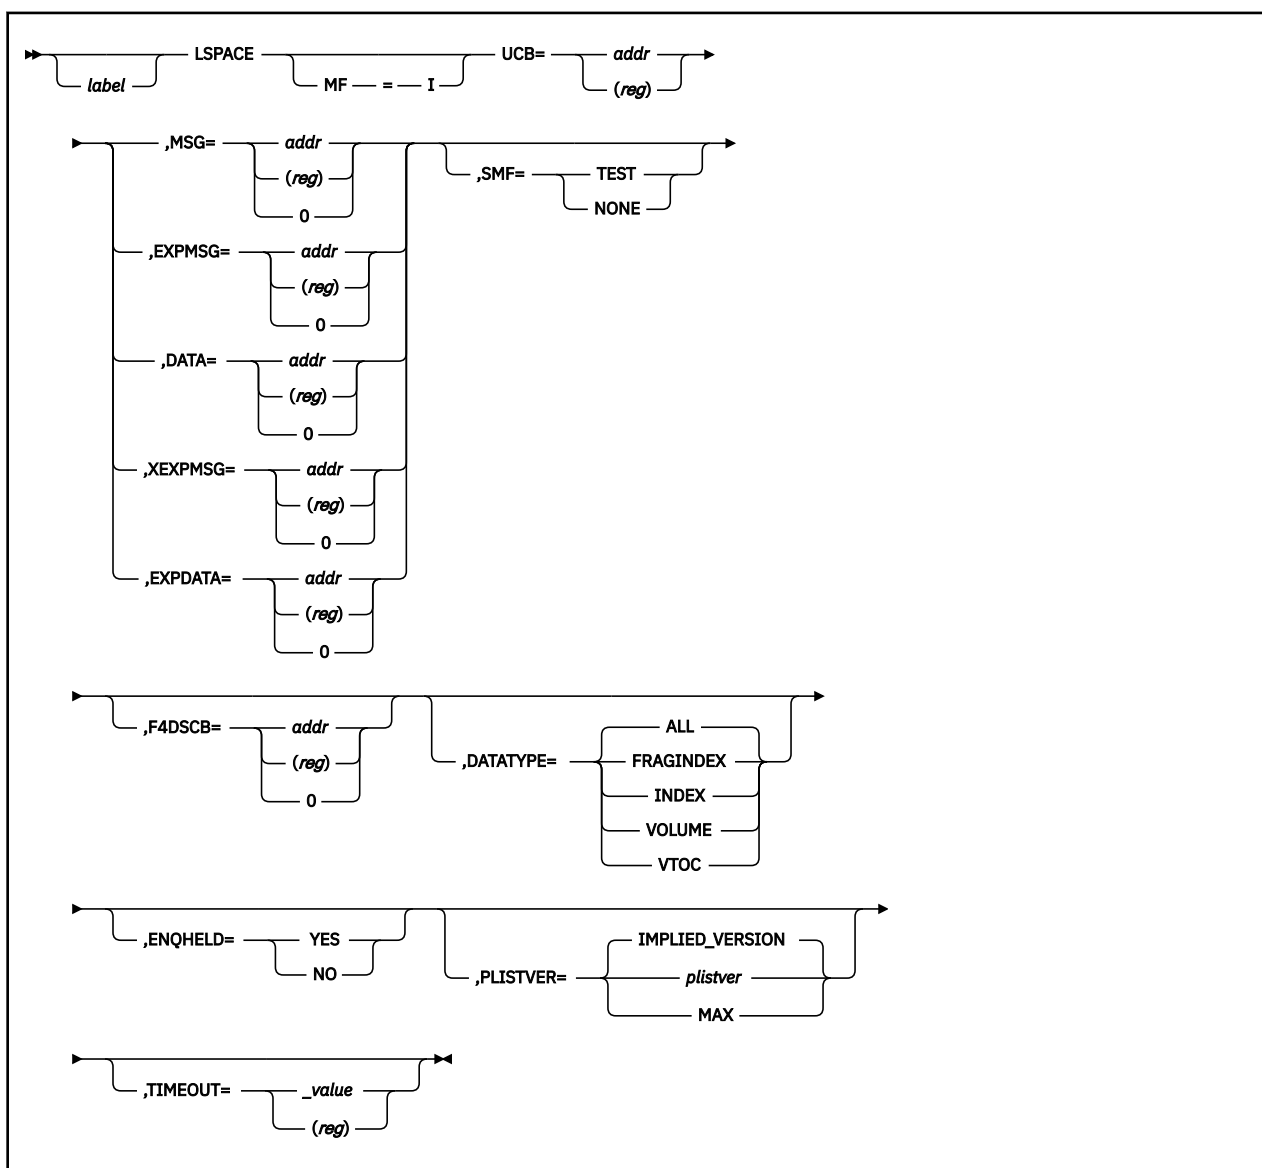 LSPACE UCB= addr
label MF = I (reg)
,MSG= addr
(reg) ,SMF= TEST
0 NONE
,EXPMSG= addr
(reg)
0
,DATA= addr
(reg)
0
,XEXPMSG= addr
(reg)
0
,EXPDATA= addr
(reg)
0
,F4DSCB= addr ALL
(reg) ,DATATYPE= FRAGINDEX
0 INDEX
VOLUME
VTOC
,ENQHELD= YES IMPLIED_VERSION
NO ,PLISTVER= plistver
MAX
,TIMEOUT= _value
(reg)